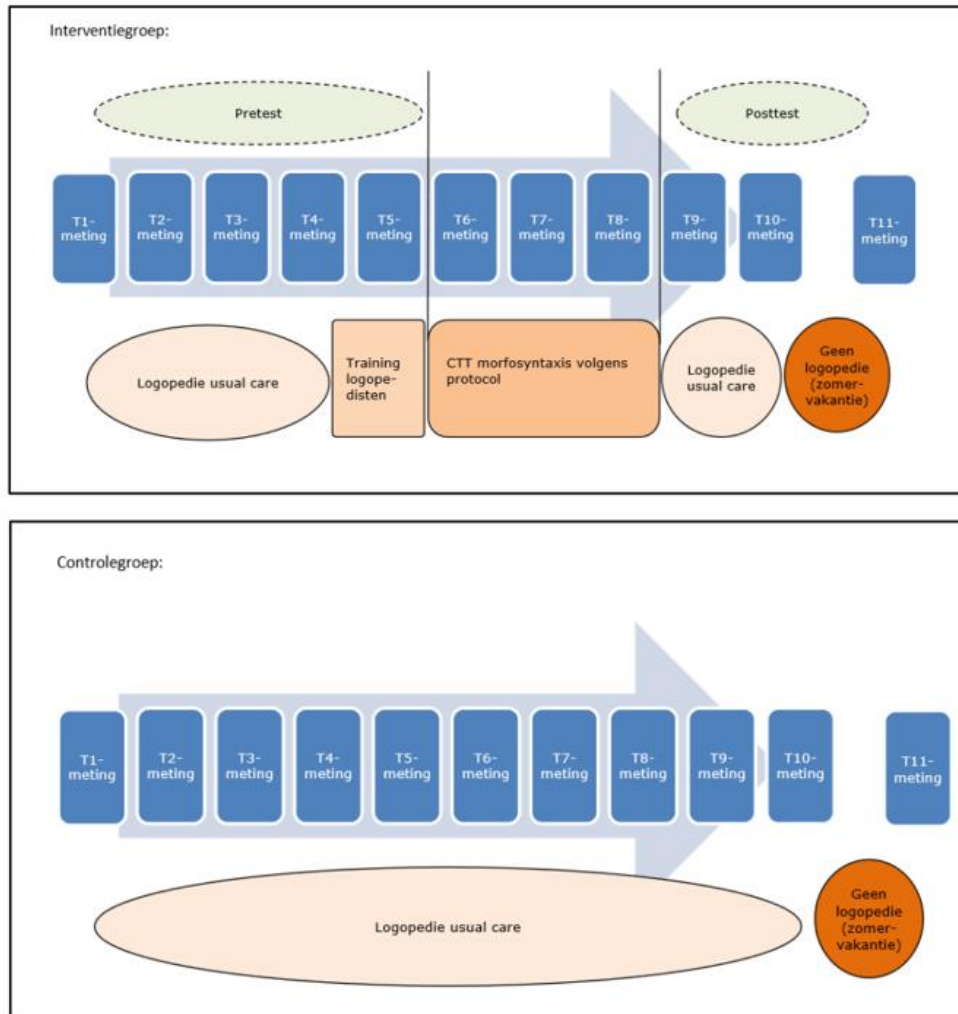 Interventiegroep:
Pretest
Posttest
T1-
meting
T2-
meting
T3-
meting
T4-
meting
T5-
meting
T6-
meting
T7-
meting
T8-
meting
T9-
meting
T10-
meting
T11-
meting
Logopedie usual care
Training
logope-
disten
CTT morfosyntaxis volgens
protocol
Logopedie
usual care
Geen
logopedie
(zomer-
vakantie)
Controlegroep:
T1-
meting
T2-
meting
T3-
meting
T4-
meting
T5-
meting
T6-
meting
T7-
meting
T8-
meting
T9-
meting
T10-
meting
T11-
meting
Logopedie usual care
Geen
logopedie
(zomer-
vakantie)